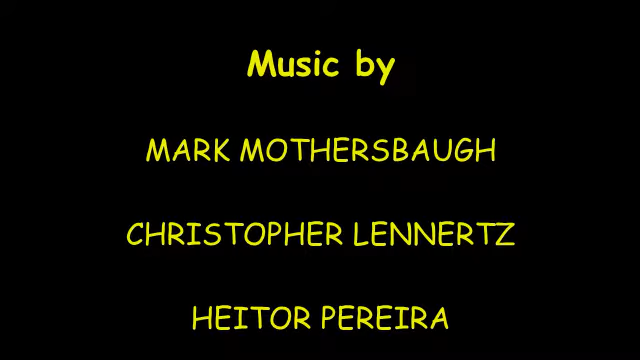 Music by
MARK MOTHERSBAUGH
CHRISTOPHER LENNERTZ
HEITOR PEREIRA